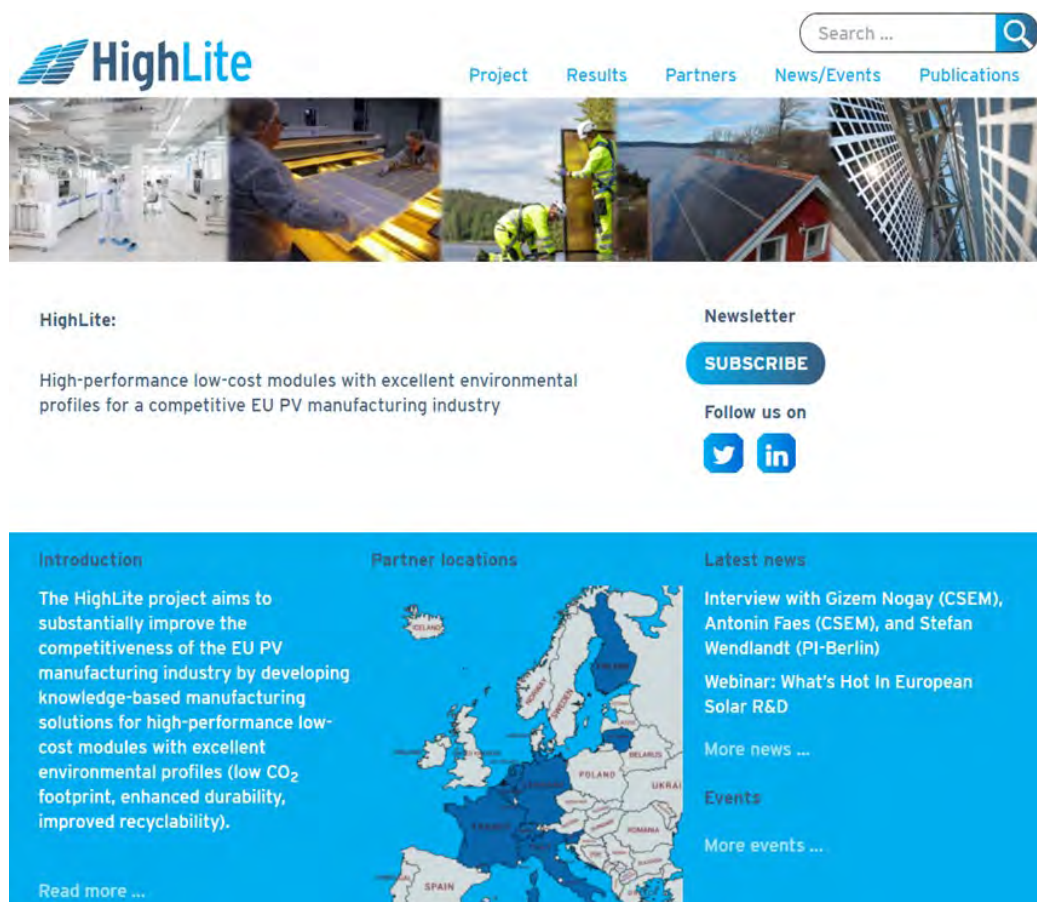 Search ...
HighLite
Project Results Partners News/Events Publications
HighLite:
High-performance low-cost modules with excellent environmental
profiles for a competitive EU PV manufacturing industry
Newsletter
SUBSCRIBE
Follow us on
in
Introduction
The HighLite project aims to
substantially improve the
competitiveness of the EU PV
manufacturing industry by developing
knowledge-based manufacturing
solutions for high-performance low-
cost modules with excellent
environmental profiles (low CO₂
footprint, enhanced durability,
improved recyclability).
Read more ...
Partner locations
ICELAND
NORWAY
SWEDEN
FINLAND
BELARUS
POLAND
UKRAI
FRANCE
ROMANIA
SPAIN
Latest news
Interview with Gizem Nogay (CSEM),
Antonin Faes (CSEM), and Stefan
Wendlandt (PI-Berlin)
Webinar: What's Hot In European
Solar R&D
More news ...
Events
More events ...